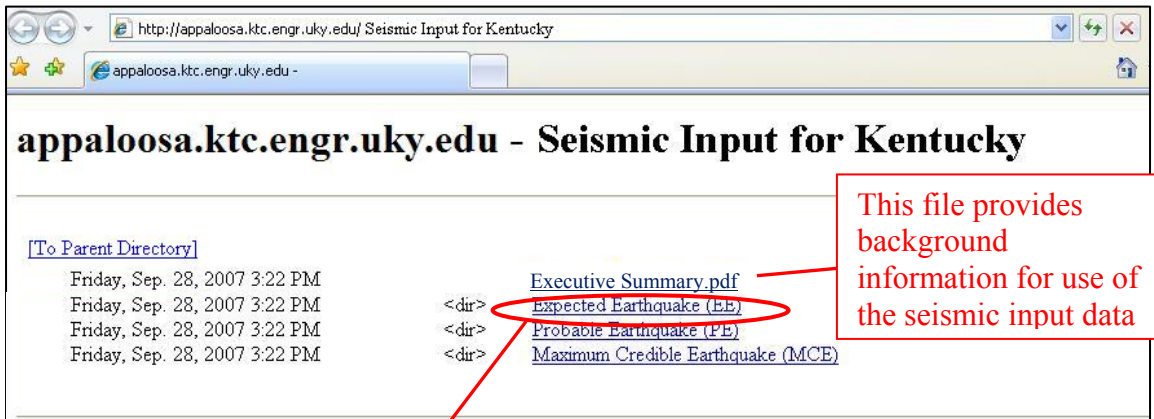 http://appaloosa.ktc.engr.uky.edu/ Seismic Input for Kentucky
appaloosa.ktc.engr.uky.edu -
appaloosa.ktc.engr.uky.edu - Seismic Input for Kentucky
This file provides
background
information for use of
the seismic input data
[To Parent Directory]
Friday, Sep. 28, 2007 3:22 PM Executive Summary.pdf
Friday, Sep. 28, 2007 3:22 PM <dir> Expected Earthquake (EE)
Friday, Sep. 28, 2007 3:22 PM <dir> Probable Earthquake (PE)
Friday, Sep. 28, 2007 3:22 PM <dir> Maximum Credible Earthquake (MCE)